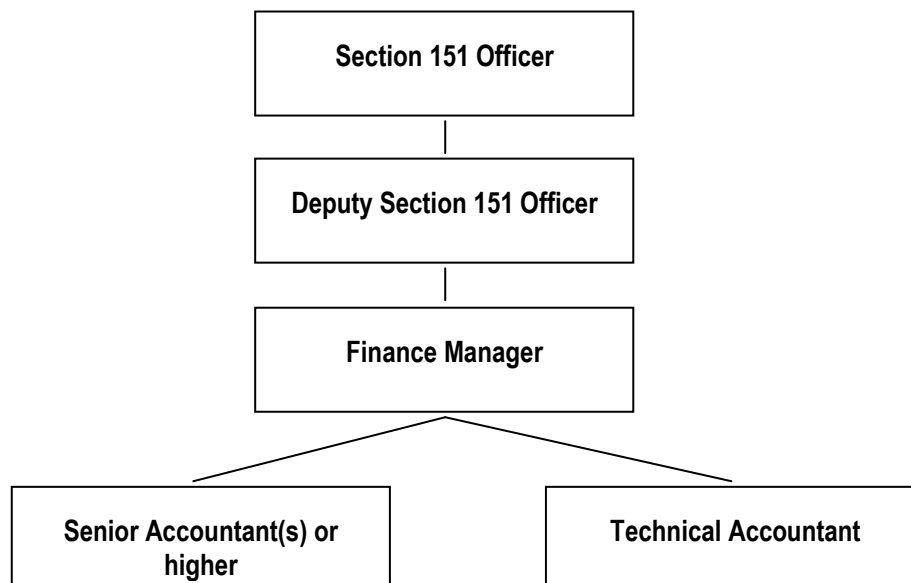 Section 151 Officer
Deputy Section 151 Officer
Finance Manager
Senior Accountant(s) or
higher
Technical Accountant